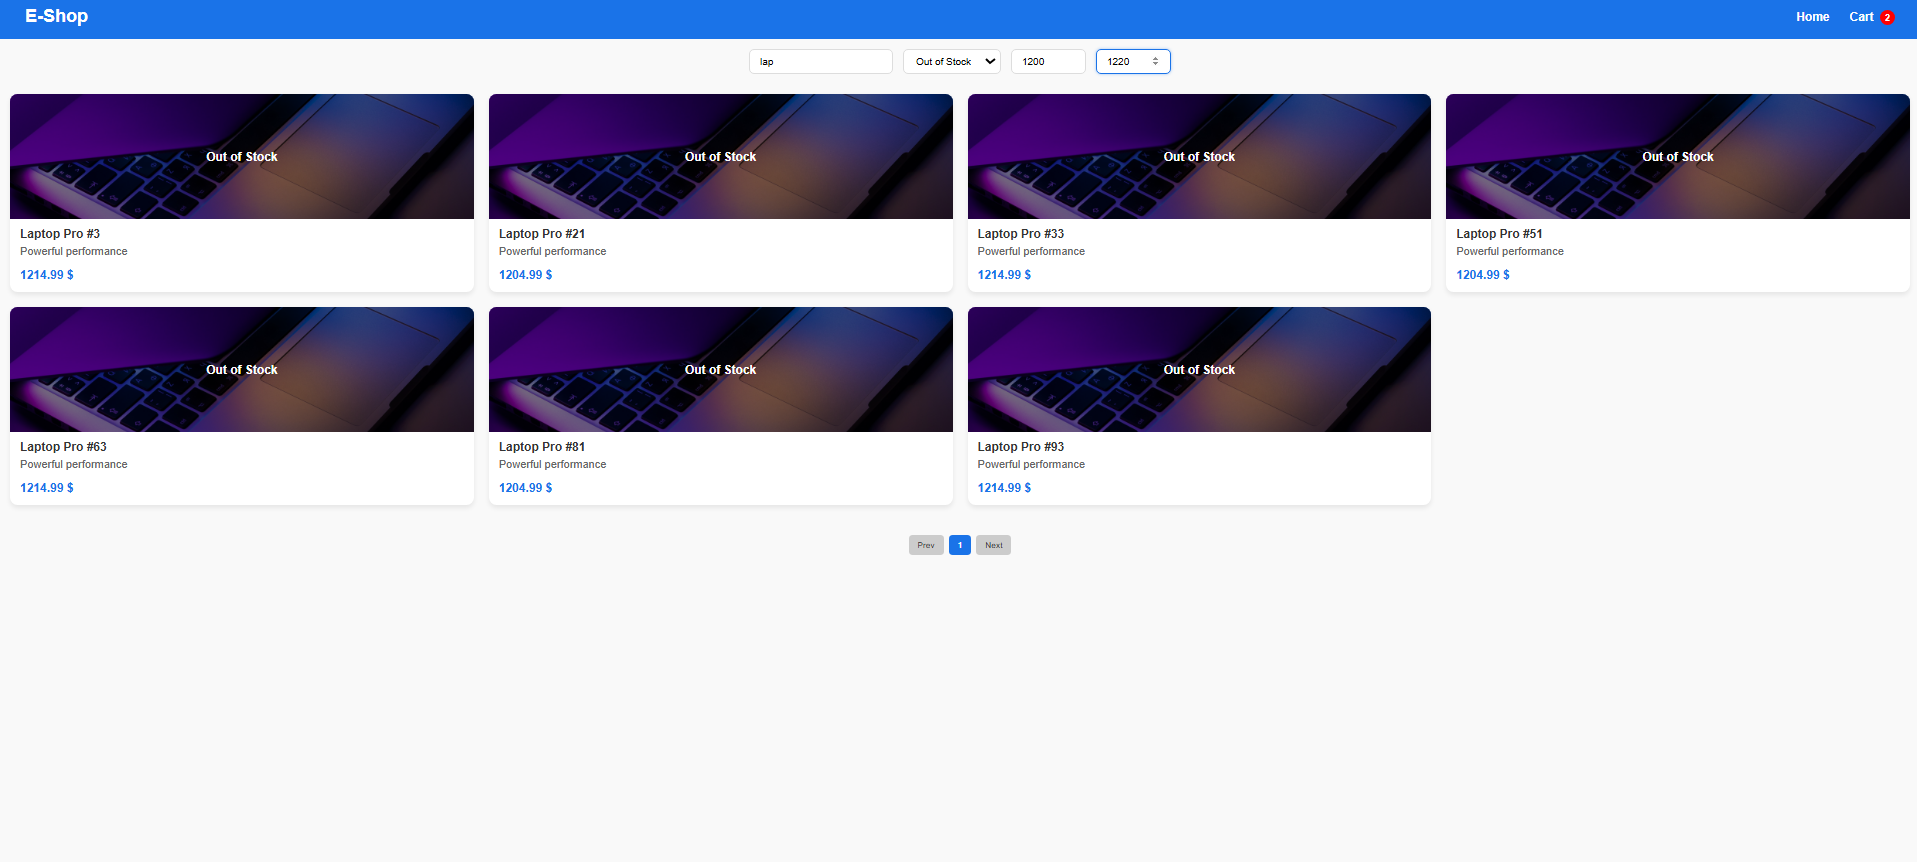 E-Shop
Home Cart 2
lap Out of Stock 1200 1220
Out of Stock Out of Stock Out of Stock Out of Stock
Laptop Pro #3 Laptop Pro #21 Laptop Pro #33 Laptop Pro #51
Powerful performance Powerful performance Powerful performance Powerful performance
1214.99 $ 1204.99 $ 1214.99 $ 1204.99 $
Out of Stock Out of Stock Out of Stock
Laptop Pro #63 Laptop Pro #81 Laptop Pro #93
Powerful performance Powerful performance Powerful performance
1214.99 $ 1204.99 $ 1214.99 $
Prev 1 Next